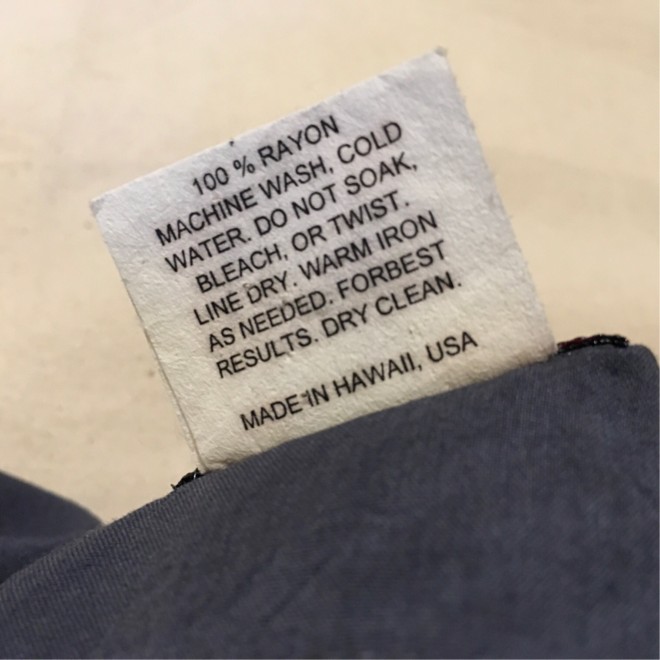 100 % RAYON
MACHINE WASH, COLD
WATER. DO NOT SOAK,
BLEACH, OR TWIST.
LINE DRY. WARM IRON
AS NEEDED. FORBEST
RESULTS. DRY CLEAN.
MADE IN HAWAII, USA